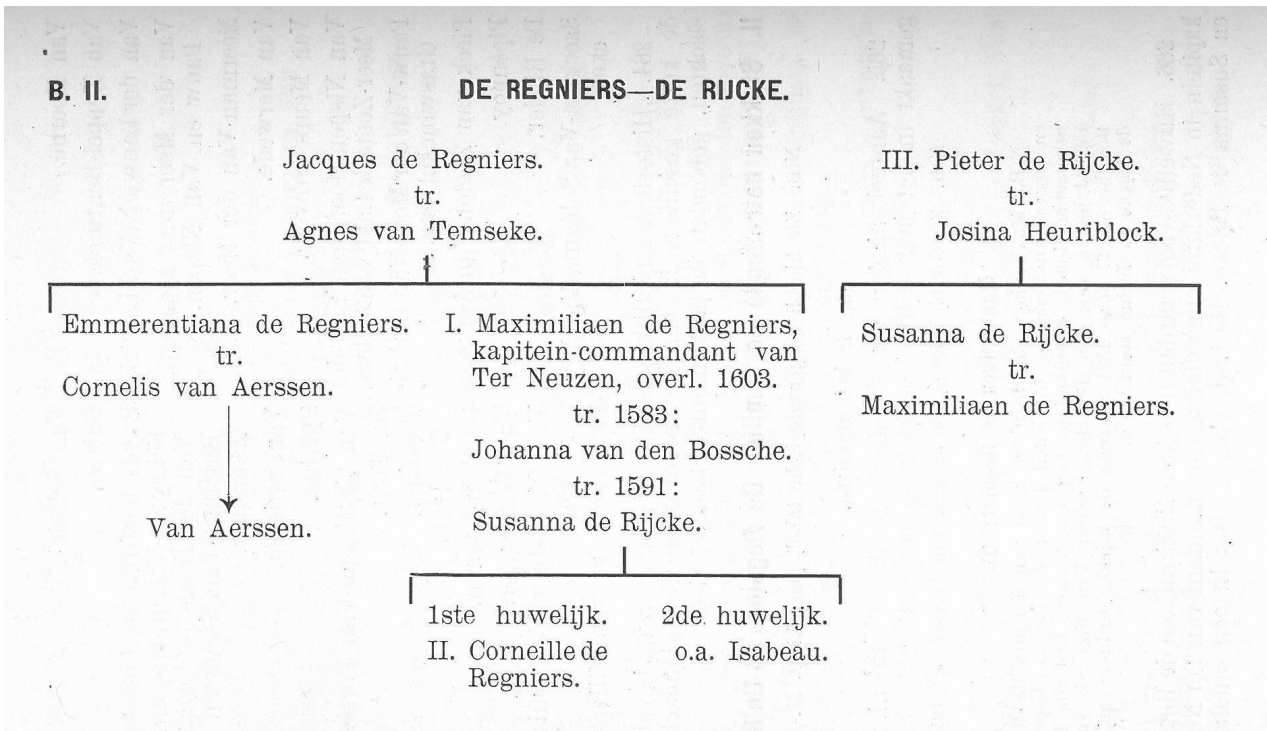 B. II.
DE REGNIERS—DE RIJCKE.
Jacques de Regniers.
tr.
Agnes van Temseke.
III. Pieter de Rijcke.
tr.
Josina Heuriblock.
Emmerentiana de Regniers.
tr.
Cornelis van Aerssen.
Van Aerssen.
I. Maximiliaen de Regniers,
kapitein-commandant van
Ter Neuzen, overl. 1603.
tr. 1583:
Johanna van den Bossche.
tr. 1591:
Susanna de Rijcke.
Susanna de Rijcke.
tr.
Maximiliaen de Regniers.
1ste huwelijk.
II. Corneille de
Regniers.
2de huwelijk.
o.a. Isabeau.